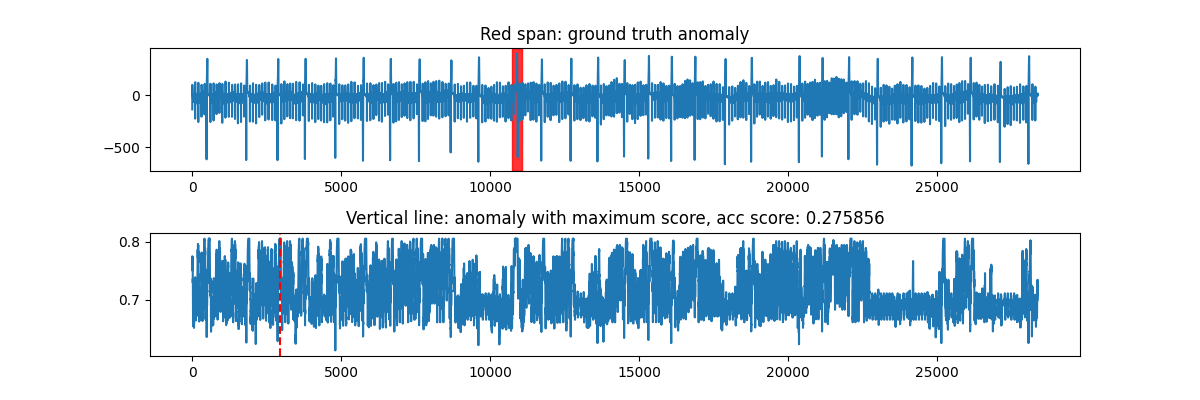 Red span: ground truth anomaly
0
−500
0 5000 10000 15000 20000 25000
Vertical line: anomaly with maximum score, acc score: 0.275856
0.8
0.7
0 5000 10000 15000 20000 25000